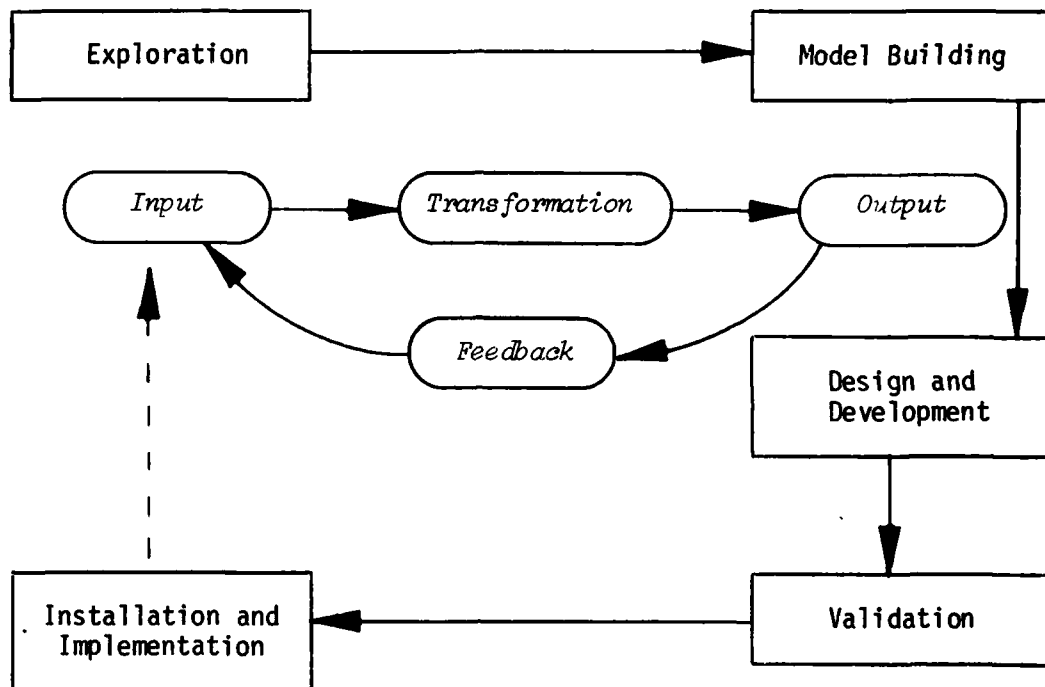 Exploration
Model Building
Input
Transformation
Output
Feedback
Design and
Development
Installation and
Implementation
Validation